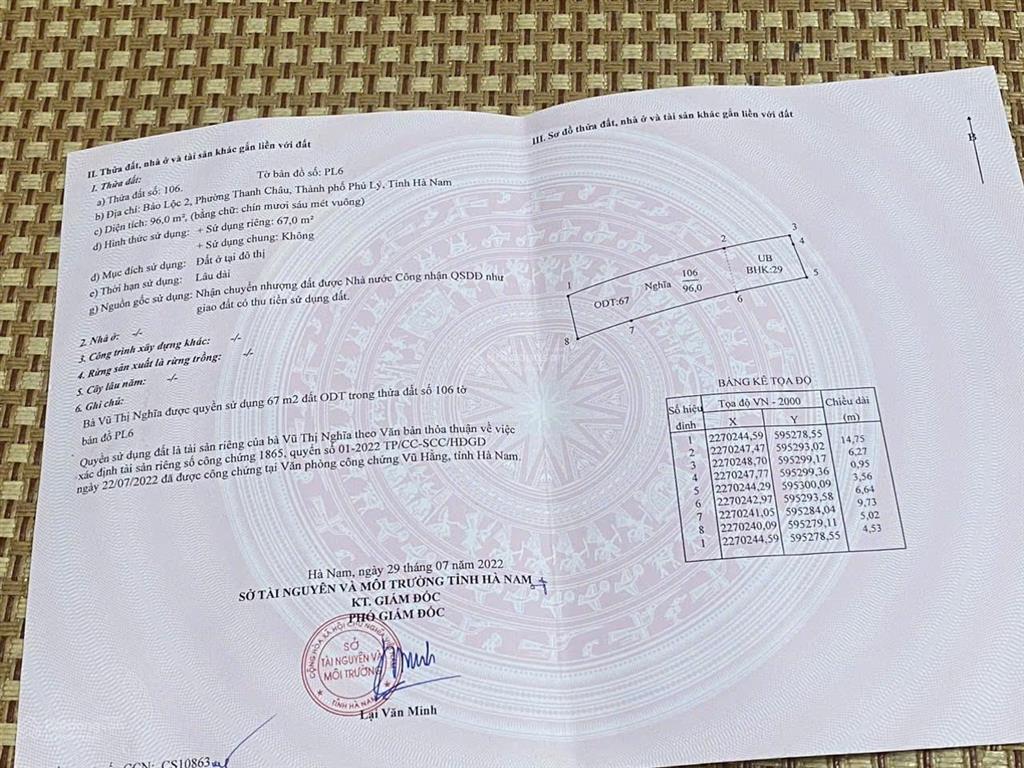 II. Thửa đất, nhà ở và tài sản khác gắn liền với đất
1. Thửa đất:
a) Thửa đất số: 106. Tờ bản đồ số: PL6
b) Địa chỉ: Bảo Lộc 2, Phường Thanh Châu, Thành phố Phủ Lý, Tỉnh Hà Nam
c) Diện tích: 96,0 m², (bằng chữ: chín mươi sáu mét vuông)
d) Hình thức sử dụng: + Sử dụng riêng: 67,0 m²
+ Sử dụng chung: Không
đ) Mục đích sử dụng: Đất ở tại đô thị
e) Thời hạn sử dụng: Lâu dài
g) Nguồn gốc sử dụng: Nhận chuyển nhượng đất được Nhà nước Công nhận QSDĐ như
giao đất có thu tiền sử dụng đất.
2. Nhà ở: -/-
3. Công trình xây dựng khác: -/-
4. Rừng sản xuất là rừng trồng: -/-
5. Cây lâu năm: -/-
6. Ghi chú:
Bà Vũ Thị Nghĩa được quyền sử dụng 67 m2 đất ODT trong thửa đất số 106 tờ
bản đồ PL6
Quyền sử dụng đất là tài sản riêng của bà Vũ Thị Nghĩa theo Văn bản thỏa thuận về việc
xác định tài sản riêng số công chứng 1865, quyển số 01-2022 TP/CC-SCC/HĐGD
ngày 22/07/2022 đã được công chứng tại Văn phòng công chứng Vũ Hằng, tỉnh Hà Nam.
Hà Nam, ngày 29 tháng 07 năm 2022
SỞ TÀI NGUYÊN VÀ MÔI TRƯỜNG TỈNH HÀ NAM
KT. GIÁM ĐỐC
PHÓ GIÁM ĐỐC
CỘNG HÒA XÃ HỘI CHỦ NGHĨA VIỆT NAM
SỞ
TÀI NGUYÊN VÀ
MÔI TRƯỜNG
TỈNH HÀ NAM
Lại Văn Minh
GCN: CS10863
III. Sơ đồ thửa đất, nhà ở và tài sản khác gắn liền với đất
B
1
2
3
4
5
6
7
8
ODT:67
Nghĩa
106
96,0
UB
BHK:29
BẢNG KÊ TỌA ĐỘ
Số hiệu đỉnh Tọa độ VN - 2000 Chiều dài (m)
X Y
1 2270244,59 595278,55
14,75
2 2270247,47 595293,02
6,27
3 2270248,70 595299,17
0,95
4 2270247,77 595299,36
3,56
5 2270244,29 595300,09
6,64
6 2270242,97 595293,58
9,73
7 2270241,05 595284,04
5,02
8 2270240,09 595279,11
4,53
1 2270244,59 595278,55